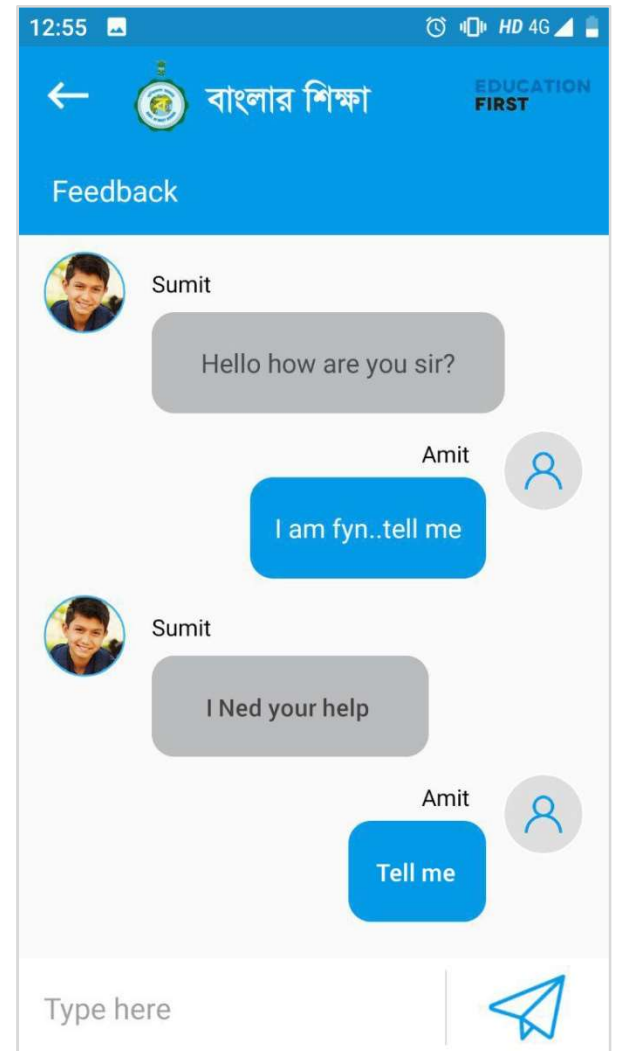 12:55 HD 4G
বাংলার শিক্ষা EDUCATION
FIRST
Feedback
Sumit
Hello how are you sir?
Amit
I am fyn..tell me
Sumit
I Ned your help
Amit
Tell me
Type here